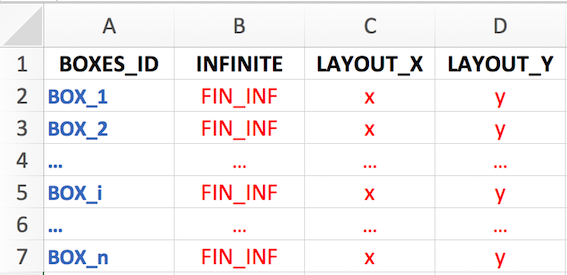 A B C D
1 BOXES_ID INFINITE LAYOUT_X LAYOUT_Y
2 BOX_1 FIN_INF x y
3 BOX_2 FIN_INF x y
4 ... ... ... ...
5 BOX_i FIN_INF x y
6 ... ... ... ...
7 BOX_n FIN_INF x y